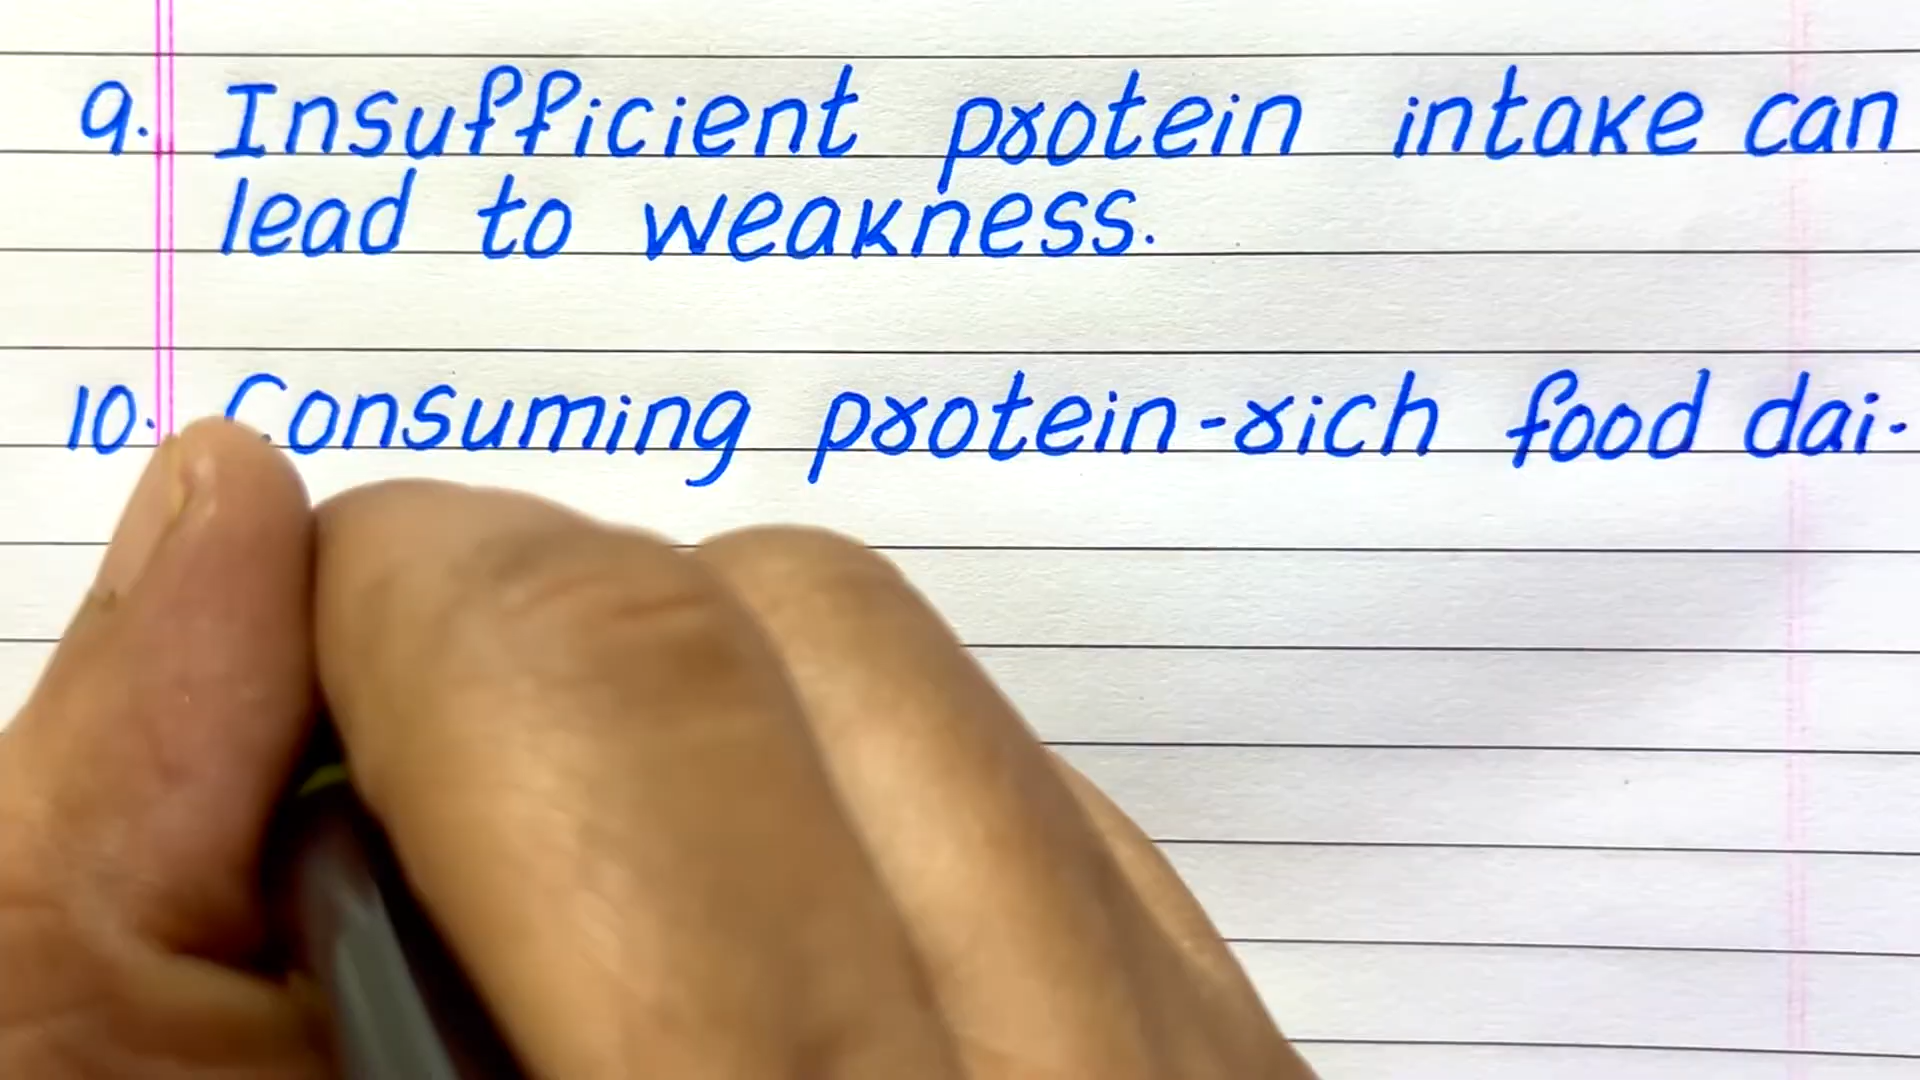 9. Insufficient protein intake can
lead to weakness.
10. Consuming protein-rich food dai-